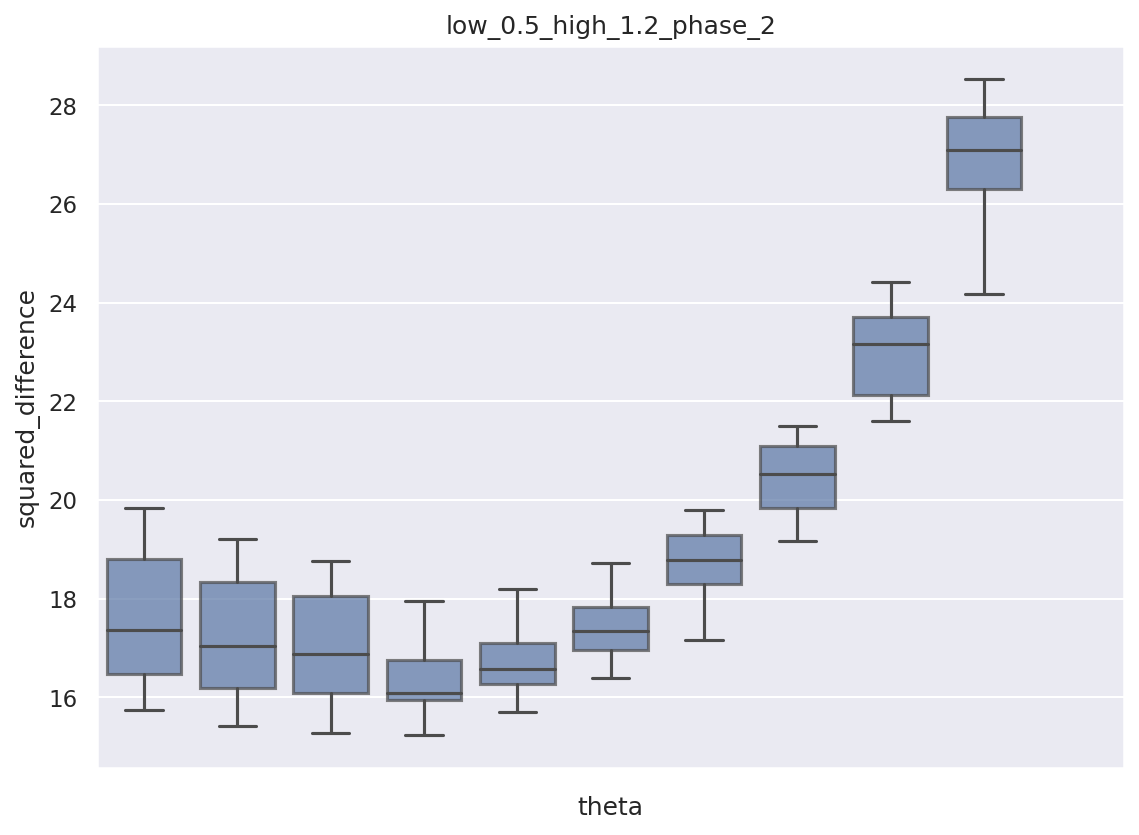 low_0.5_high_1.2_phase_2
28
26
24
22
20
18
16
squared_difference
theta